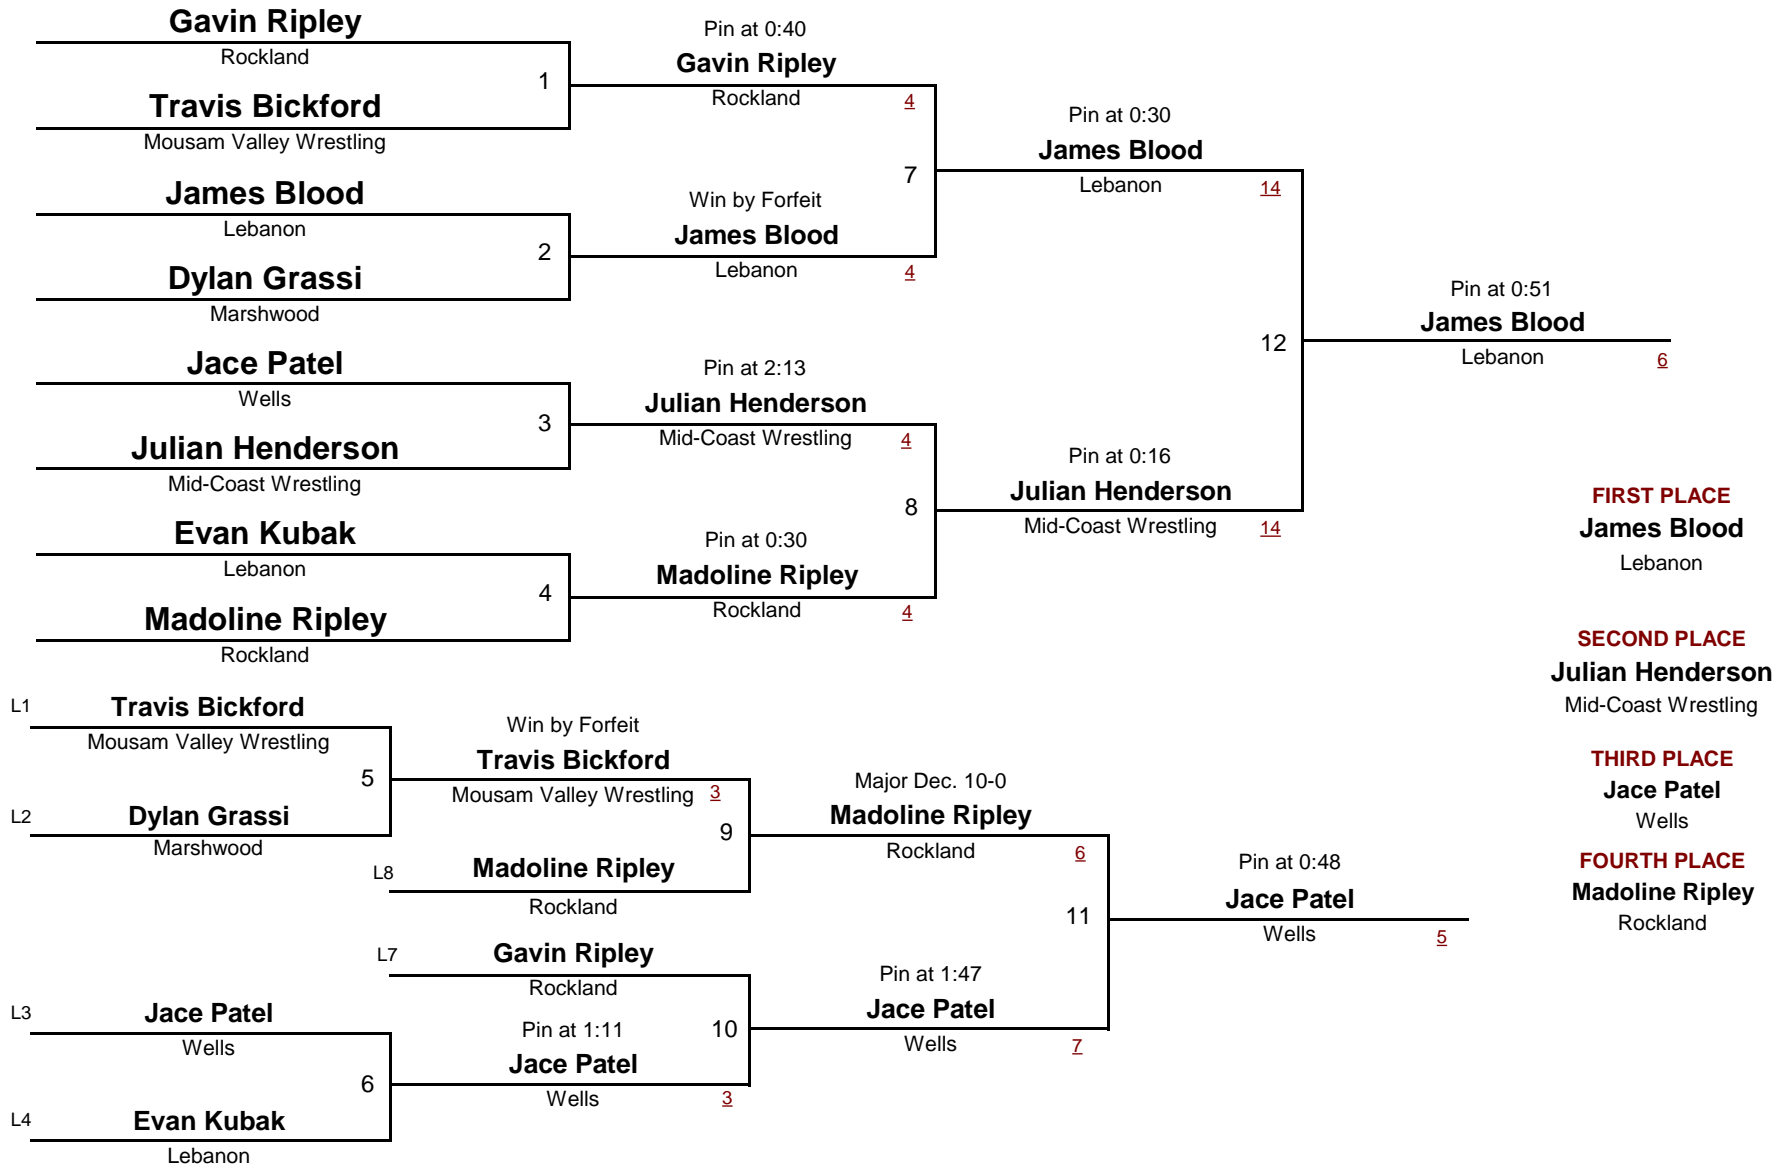 Gavin Ripley
Rockland
1
Travis Bickford
Mousam Valley Wrestling
James Blood
Lebanon
2
Dylan Grassi
Marshwood
Jace Patel
Wells
3
Julian Henderson
Mid-Coast Wrestling
Evan Kubak
Lebanon
4
Madoline Ripley
Rockland
Pin at 0:40
Gavin Ripley
Rockland 4
7
Win by Forfeit
James Blood
Lebanon 4
Pin at 2:13
Julian Henderson
Mid-Coast Wrestling 4
8
Pin at 0:30
Madoline Ripley
Rockland 4
Pin at 0:30
James Blood
Lebanon 14
12
Pin at 0:16
Julian Henderson
Mid-Coast Wrestling 14
Pin at 0:51
James Blood
Lebanon 6
FIRST PLACE
James Blood
Lebanon
SECOND PLACE
Julian Henderson
Mid-Coast Wrestling
THIRD PLACE
Jace Patel
Wells
FOURTH PLACE
Madoline Ripley
Rockland
L1 Travis Bickford
Mousam Valley Wrestling
5
L2 Dylan Grassi
Marshwood
Win by Forfeit
Travis Bickford
Mousam Valley Wrestling 3
9
L8 Madoline Ripley
Rockland
L7 Gavin Ripley
Rockland
10
Pin at 1:11
Jace Patel
Wells 3
L3 Jace Patel
Wells
6
L4 Evan Kubak
Lebanon
Major Dec. 10-0
Madoline Ripley
Rockland 6
11
Pin at 1:47
Jace Patel
Wells 7
Pin at 0:48
Jace Patel
Wells 5